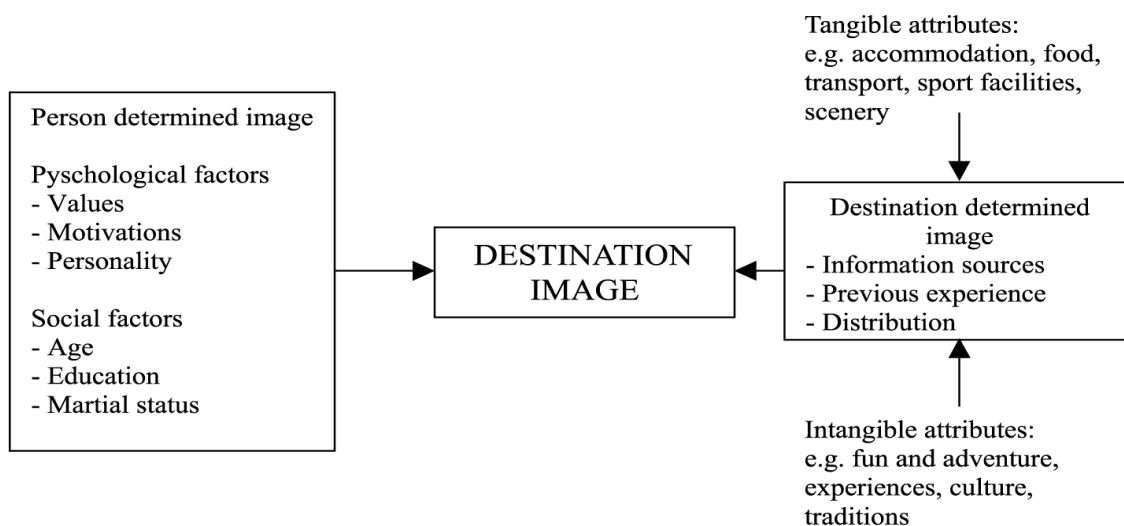 Person determined image
Pyschological factors
- Values
- Motivations
- Personality
Social factors
- Age
- Education
- Martial status
DESTINATION
IMAGE
Tangible attributes:
e.g. accommodation, food,
transport, sport facilities,
scenery
Destination determined
image
- Information sources
- Previous experience
- Distribution
Intangible attributes:
e.g. fun and adventure,
experiences, culture,
traditions